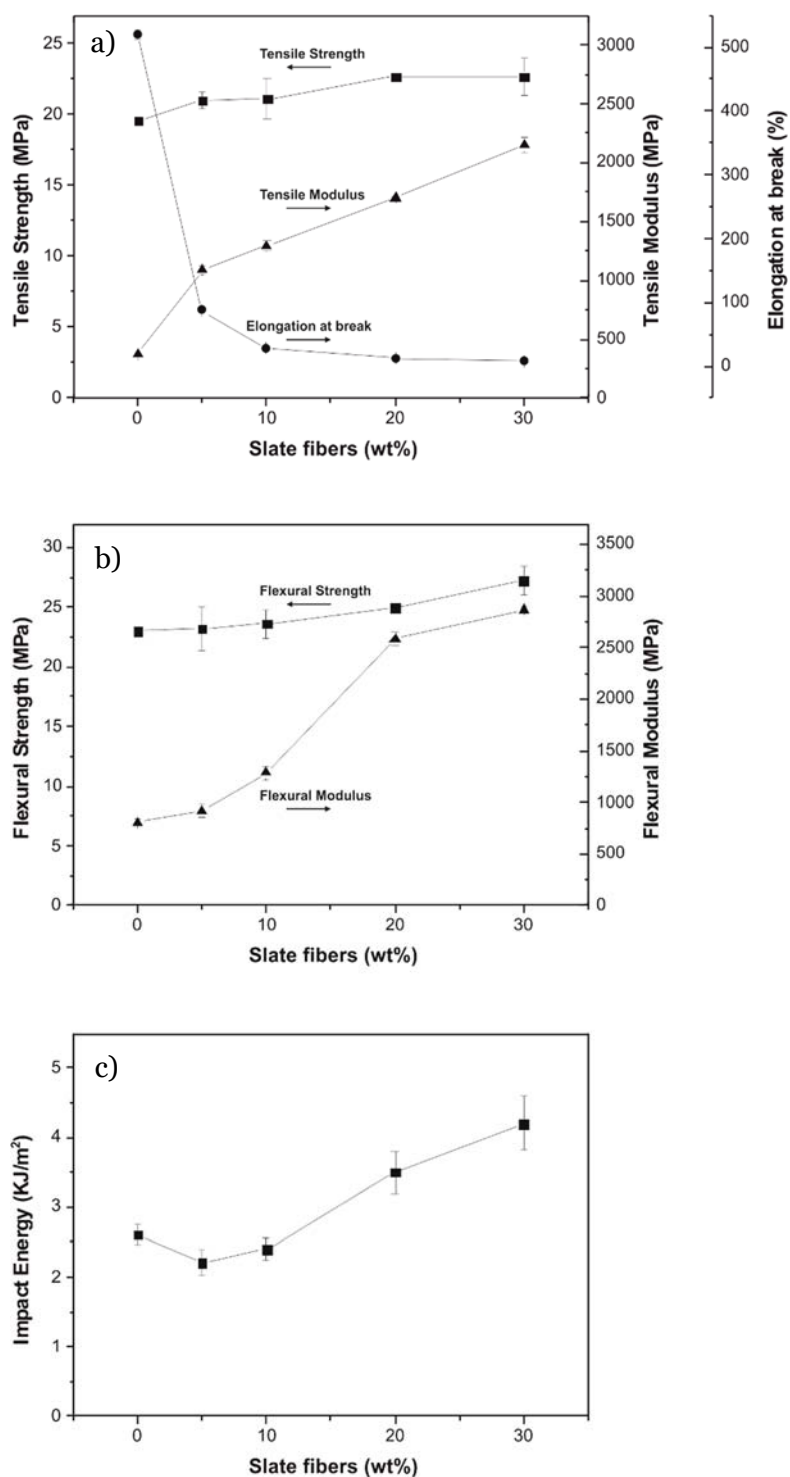 a)
Tensile Strength
Tensile Modulus
Elongation at break
25
20
15
10
5
0
Tensile Strength (MPa)
3000
2500
2000
1500
1000
500
0
Tensile Modulus (MPa)
500
400
300
200
100
0
Elongation at break (%)
0 10 20 30
Slate fibers (wt%)
b)
Flexural Strength
Flexural Modulus
30
25
20
15
10
5
0
Flexural Strength (MPa)
3500
3000
2500
2000
1500
1000
500
0
Flexural Modulus (MPa)
0 10 20 30
Slate fibers (wt%)
c)
5
4
3
2
1
0
Impact Energy (KJ/m²)
0 10 20 30
Slate fibers (wt%)